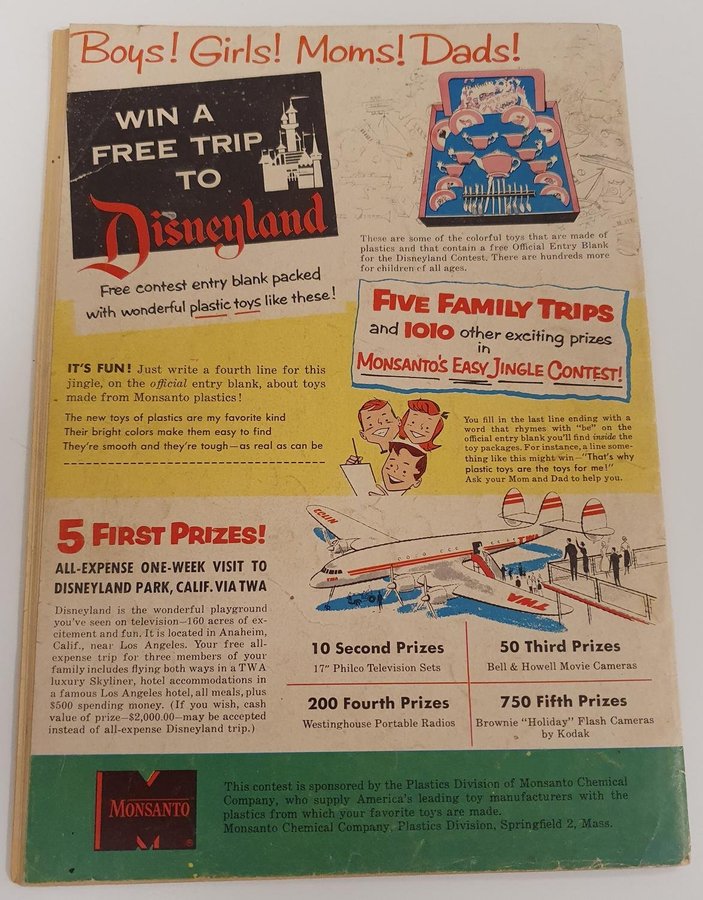 Boys! Girls! Moms! Dads!
WIN A
FREE TRIP
TO
Disneyland
Free contest entry blank packed
with wonderful plastic toys like these!
These are some of the colorful toys that are made of
plastics and that contain a free Official Entry Blank
for the Disneyland Contest. There are hundreds more
for children of all ages.
FIVE FAMILY TRIPS
and 1010 other exciting prizes
in
MONSANTO'S EASY JINGLE CONTEST!
IT'S FUN! Just write a fourth line for this
jingle, on the official entry blank, about toys
made from Monsanto plastics!
The new toys of plastics are my favorite kind
Their bright colors make them easy to find
They're smooth and they're tough—as real as can be
You fill in the last line ending with a
word that rhymes with "be" on the
official entry blank you'll find inside the
toy packages. For instance, a line some-
thing like this might win—"That's why
plastic toys are the toys for me!"
Ask your Mom and Dad to help you.
5 FIRST PRIZES!
ALL-EXPENSE ONE-WEEK VISIT TO
DISNEYLAND PARK, CALIF. VIA TWA
Disneyland is the wonderful playground
you've seen on television—160 acres of ex-
citement and fun. It is located in Anaheim,
Calif., near Los Angeles. Your free all-
expense trip for three members of your
family includes flying both ways in a TWA
luxury Skyliner, hotel accommodations in
a famous Los Angeles hotel, all meals, plus
$500 spending money. (If you wish, cash
value of prize—$2,000.00—may be accepted
instead of all-expense Disneyland trip.)
TWA
TWA
TWA
10 Second Prizes
17" Philco Television Sets
50 Third Prizes
Bell & Howell Movie Cameras
200 Fourth Prizes
Westinghouse Portable Radios
750 Fifth Prizes
Brownie "Holiday" Flash Cameras
by Kodak
MONSANTO
®
This contest is sponsored by the Plastics Division of Monsanto Chemical
Company, who supply America's leading toy manufacturers with the
plastics from which your favorite toys are made.
Monsanto Chemical Company, Plastics Division, Springfield 2, Mass.